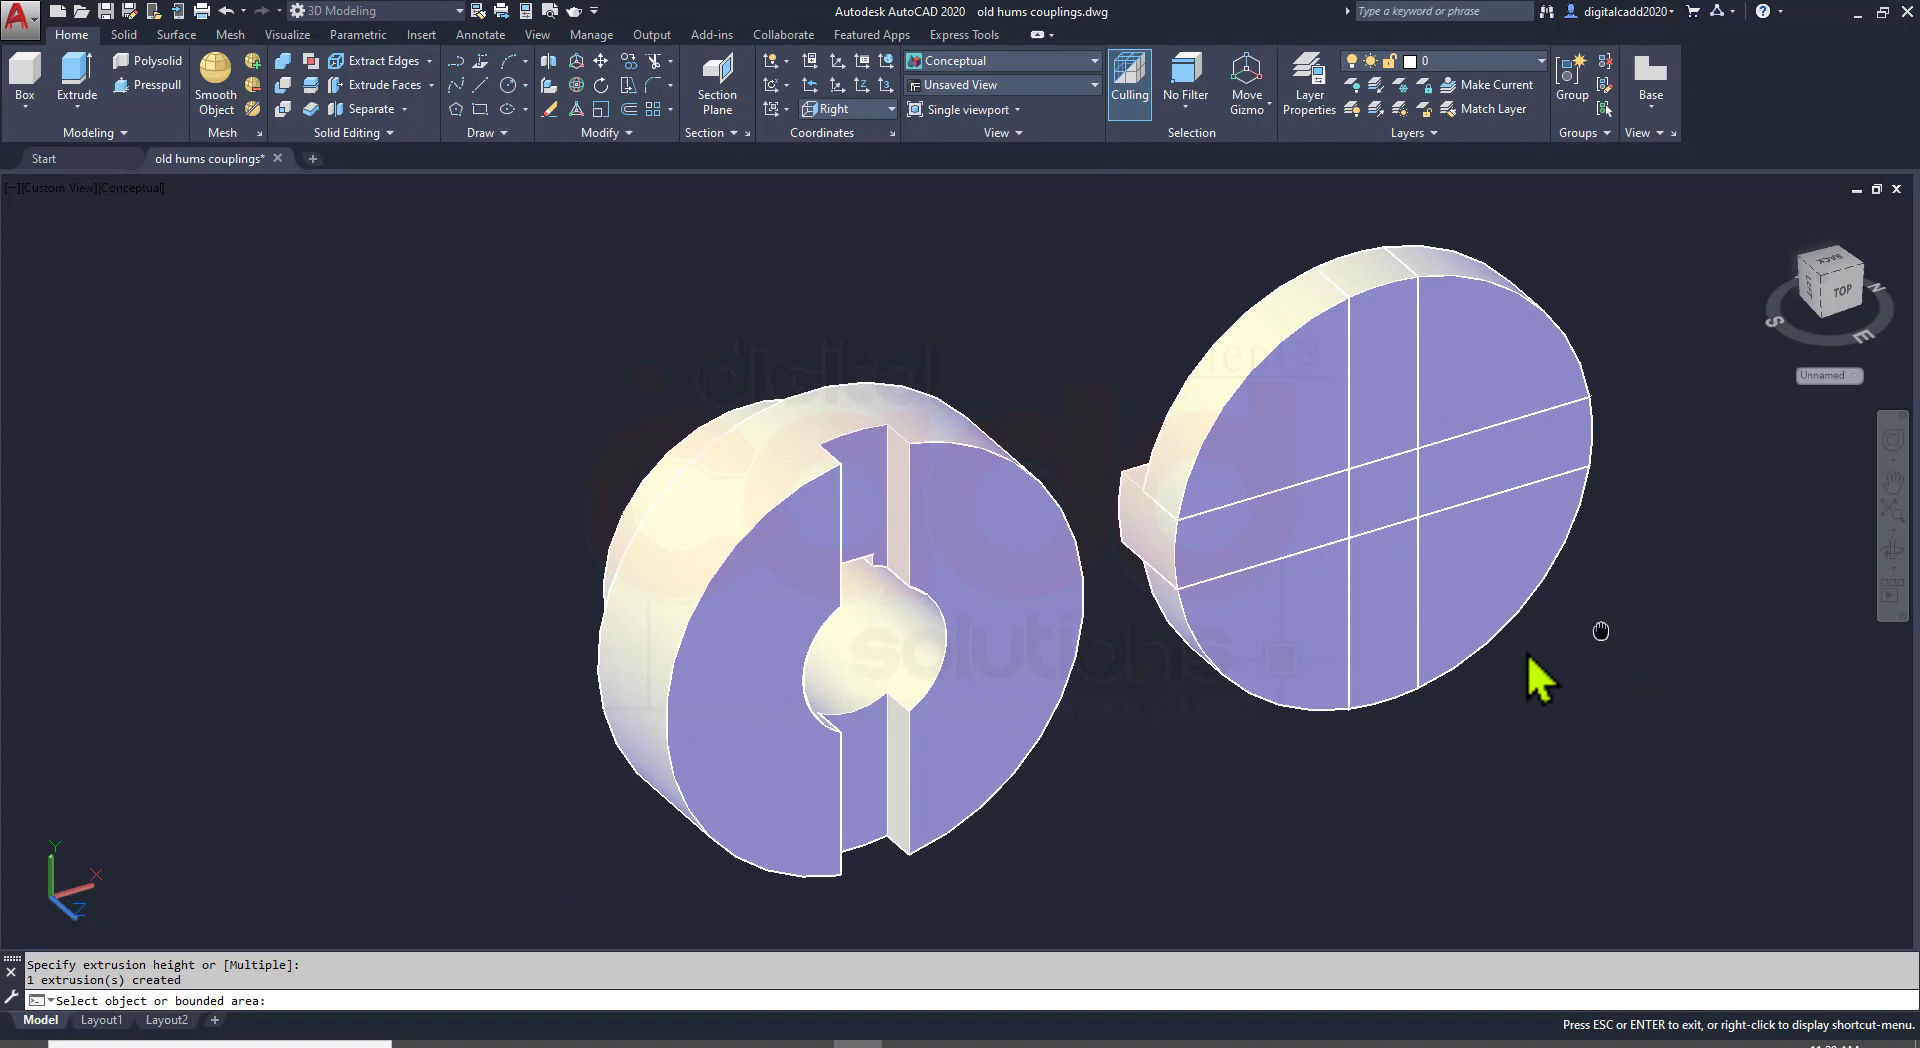 3D Modeling
Autodesk AutoCAD 2020 old hums couplings.dwg
Type a keyword or phrase
digitalcadd2020
Home Solid Surface Mesh Visualize Parametric Insert Annotate View Manage Output Add-ins Collaborate Featured Apps Express Tools
Box
Extrude
Polysolid
Presspull
Smooth
Object
Extract Edges
Extrude Faces
Separate
Section
Plane
Right
Conceptual
Unsaved View
Single viewport
Culling
No Filter
Move
Gizmo
Layer
Properties
0
Make Current
Match Layer
Group
Base
Modeling Mesh Solid Editing Draw Modify Section Coordinates View Selection Layers Groups View
Start
old hums couplings*
[−][Custom View][Conceptual]
BACK
TOP
S
N
E
Unnamed
digital
cadd
solutions
Y
X
Z
Specify extrusion height or [Multiple]:
1 extrusion(s) created
Select object or bounded area:
Model Layout1 Layout2
Press ESC or ENTER to exit, or right-click to display shortcut-menu.